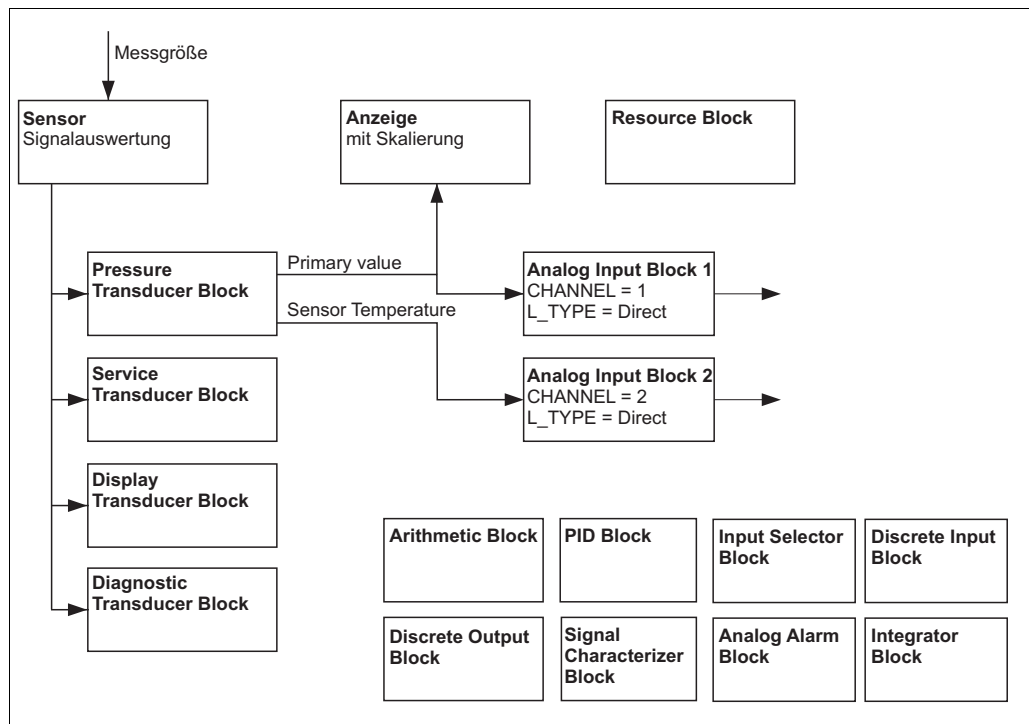 Messgröße
Sensor
Signalauswertung
Anzeige
mit Skalierung
Resource Block
Pressure
Transducer Block
Primary value
Sensor Temperature
Analog Input Block 1
CHANNEL = 1
L_TYPE = Direct
Service
Transducer Block
Analog Input Block 2
CHANNEL = 2
L_TYPE = Direct
Display
Transducer Block
Diagnostic
Transducer Block
Arithmetic Block
PID Block
Input Selector
Block
Discrete Input
Block
Discrete Output
Block
Signal
Characterizer
Block
Analog Alarm
Block
Integrator
Block